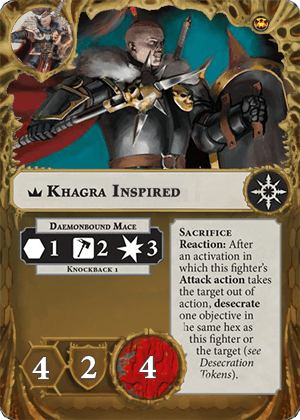 Khagra Inspired
Daemonbound Mace
1 2 3
Knockback 1
Sacrifice
Reaction: After
an activation in
which this fighter's
Attack action takes
the target out of
action, desecrate
one objective in
he same hex as
this fighter or
the target (see
Desecration
Tokens).
4 2 4